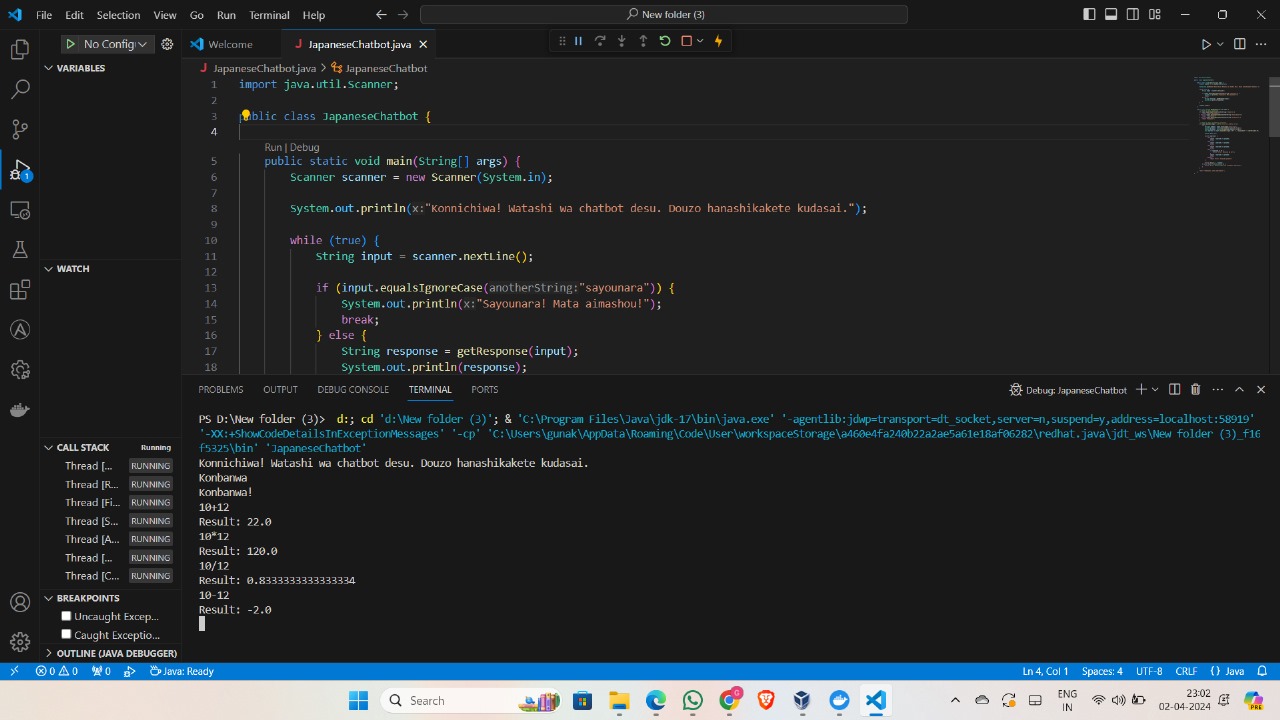 File Edit Selection View Go Run Terminal Help
New folder (3)
No Config
Welcome
JapaneseChatbot.java
JapaneseChatbot.java > JapaneseChatbot
VARIABLES
WATCH
CALL STACK Running
Thread [... RUNNING
Thread [R... RUNNING
Thread [Fi... RUNNING
Thread [S... RUNNING
Thread [A... RUNNING
Thread [... RUNNING
Thread [C... RUNNING
BREAKPOINTS
Uncaught Excep...
Caught Exceptio...
OUTLINE (JAVA DEBUGGER)
1 import java.util.Scanner;
2
3 public class JapaneseChatbot {
4
Run | Debug
5 public static void main(String[] args) {
6 Scanner scanner = new Scanner(System.in);
7
8 System.out.println(x:"Konnichiwa! Watashi wa chatbot desu. Douzo hanashikakete kudasai.");
9
10 while (true) {
11 String input = scanner.nextLine();
12
13 if (input.equalsIgnoreCase(anotherString:"sayounara")) {
14 System.out.println(x:"Sayounara! Mata aimashou!");
15 break;
16 } else {
17 String response = getResponse(input);
18 System.out.println(response);
PROBLEMS OUTPUT DEBUG CONSOLE TERMINAL PORTS
Debug: JapaneseChatbot
PS D:\New folder (3)> d:; cd 'd:\New folder (3)'; & 'C:\Program Files\Java\jdk-17\bin\java.exe' '-agentlib:jdwp=transport=dt_socket,server=n,suspend=y,address=localhost:58919'
'-XX:+ShowCodeDetailsInExceptionMessages' '-cp' 'C:\Users\gunak\AppData\Roaming\Code\User\workspaceStorage\a460e4fa240b22a2ae5a61e18af06282\redhat.java\jdt_ws\New folder (3)_f16
f5325\bin' 'JapaneseChatbot'
Konnichiwa! Watashi wa chatbot desu. Douzo hanashikakete kudasai.
Konbanwa
Konbanwa!
10+12
Result: 22.0
10*12
Result: 120.0
10/12
Result: 0.8333333333333334
10-12
Result: -2.0
0 0 0 Java: Ready
Ln 4, Col 1 Spaces: 4 UTF-8 CRLF {} Java
Search
ENG
IN
23:02
02-04-2024